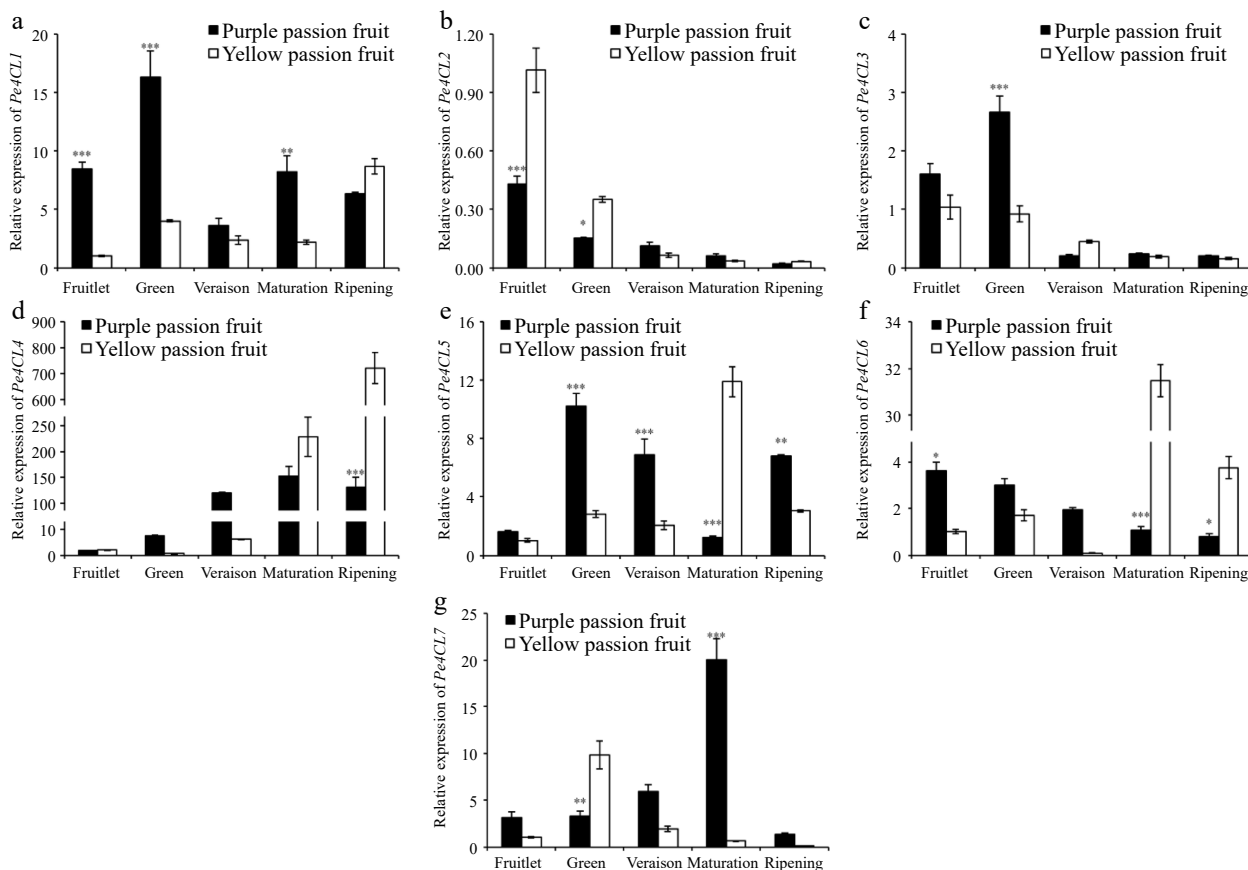 a
Relative expression of Pe4CL1
20
15
10
5
0
***
***
**
Purple passion fruit
Yellow passion fruit
Fruitlet Green Veraison Maturation Ripening
b
Relative expression of Pe4CL2
1.20
0.90
0.60
0.30
0.00
***
*
Purple passion fruit
Yellow passion fruit
Fruitlet Green Veraison Maturation Ripening
c
Relative expression of Pe4CL3
4
3
2
1
0
***
Purple passion fruit
Yellow passion fruit
Fruitlet Green Veraison Maturation Ripening
d
Relative expression of Pe4CL4
900
800
700
600
250
200
150
100
10
0
***
Purple passion fruit
Yellow passion fruit
Fruitlet Green Veraison Maturation Ripening
e
Relative expression of Pe4CL5
16
12
8
4
0
***
***
***
**
Purple passion fruit
Yellow passion fruit
Fruitlet Green Veraison Maturation Ripening
f
Relative expression of Pe4CL6
34
32
30
4
2
0
*
***
*
Purple passion fruit
Yellow passion fruit
Fruitlet Green Veraison Maturation Ripening
g
Relative expression of Pe4CL7
25
20
15
10
5
0
**
***
Purple passion fruit
Yellow passion fruit
Fruitlet Green Veraison Maturation Ripening